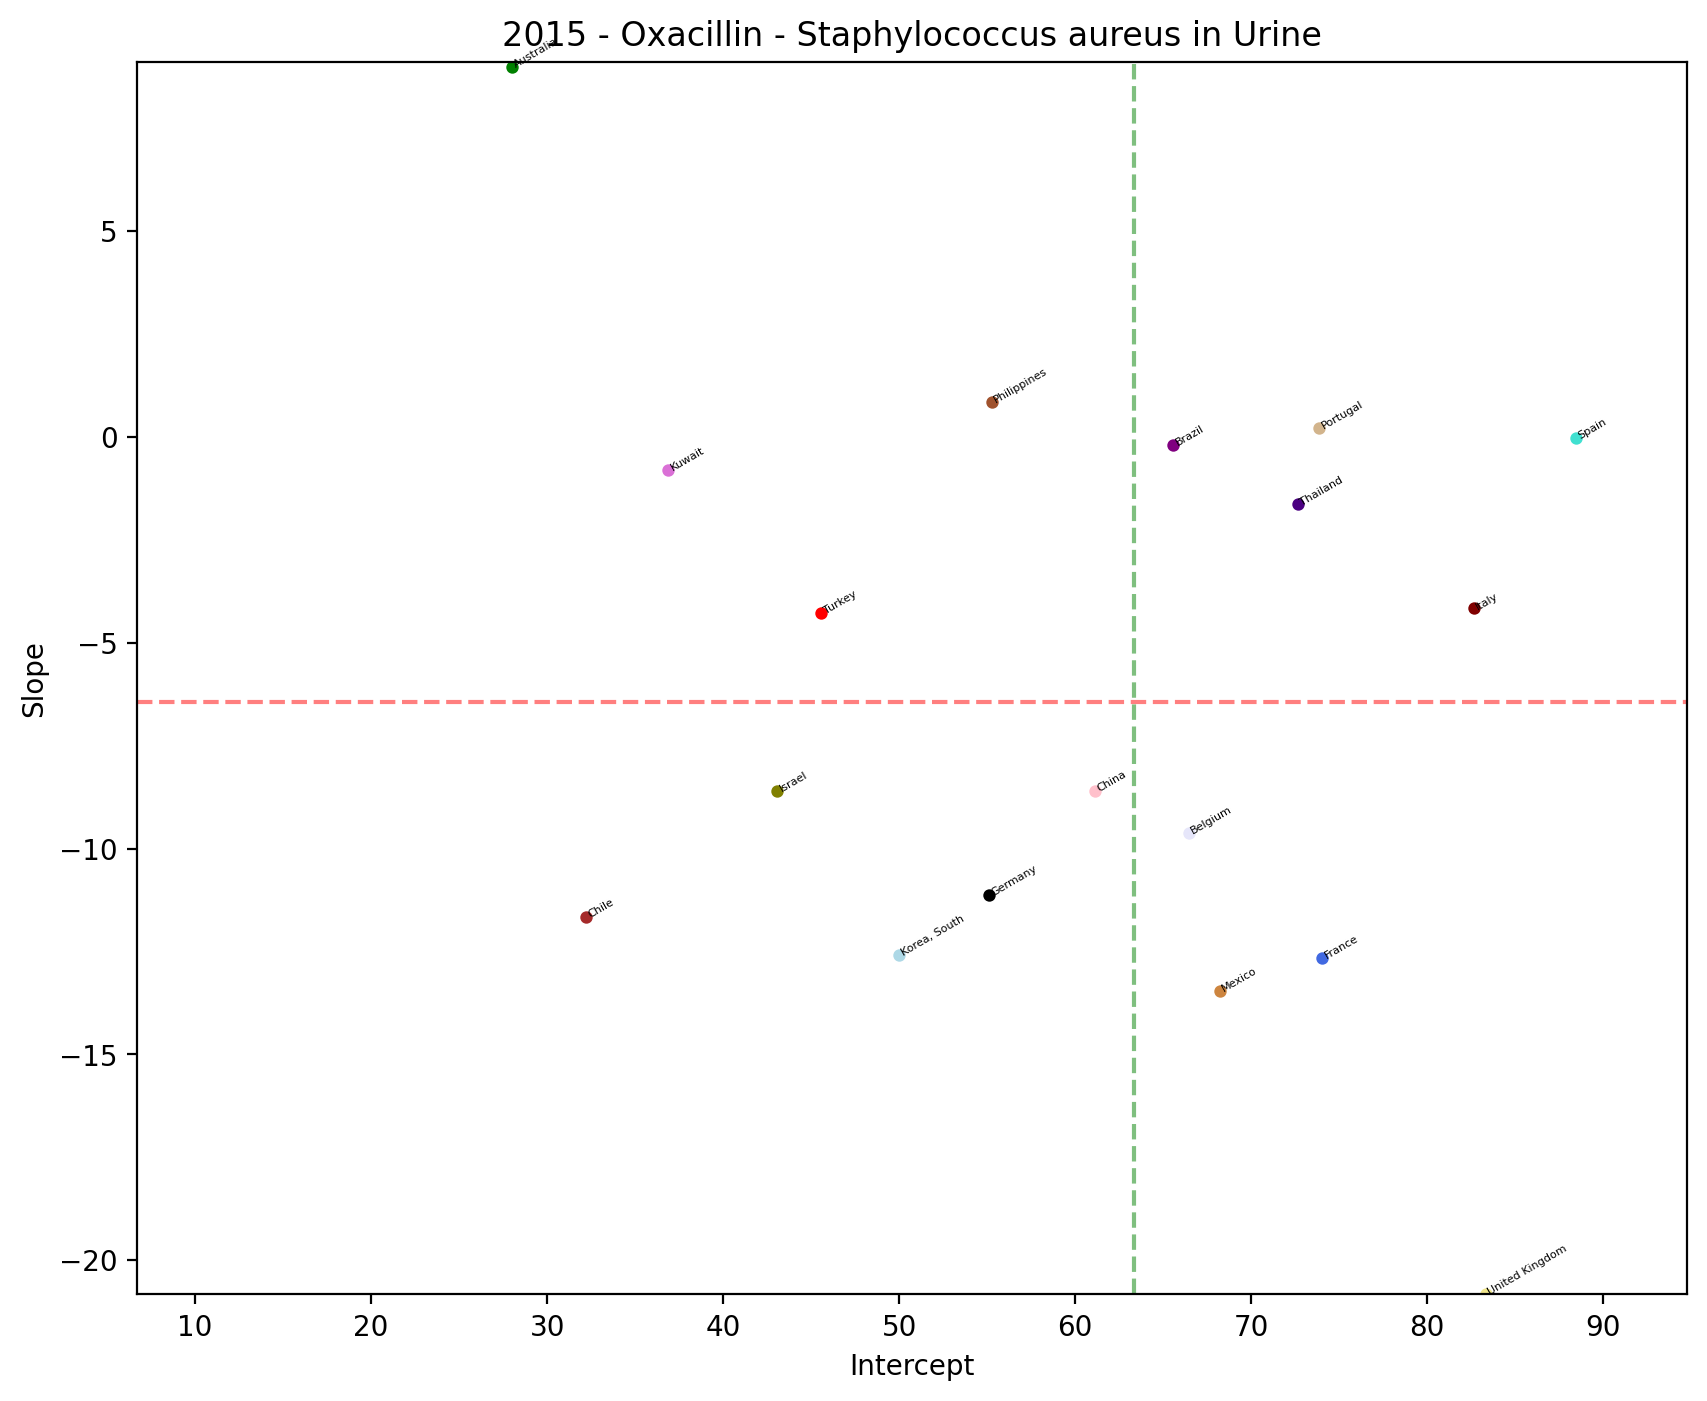 2015 - Oxacillin - Staphylococcus aureus in Urine
Australia
5
Philippines
Portugal
Spain
Brazil
0
Kuwait
Thailand
Turkey
Italy
−5
Slope
Israel
China
Belgium
−10
Germany
Chile
Korea, South
France
Mexico
−15
United Kingdom
−20
10 20 30 40 50 60 70 80 90
Intercept